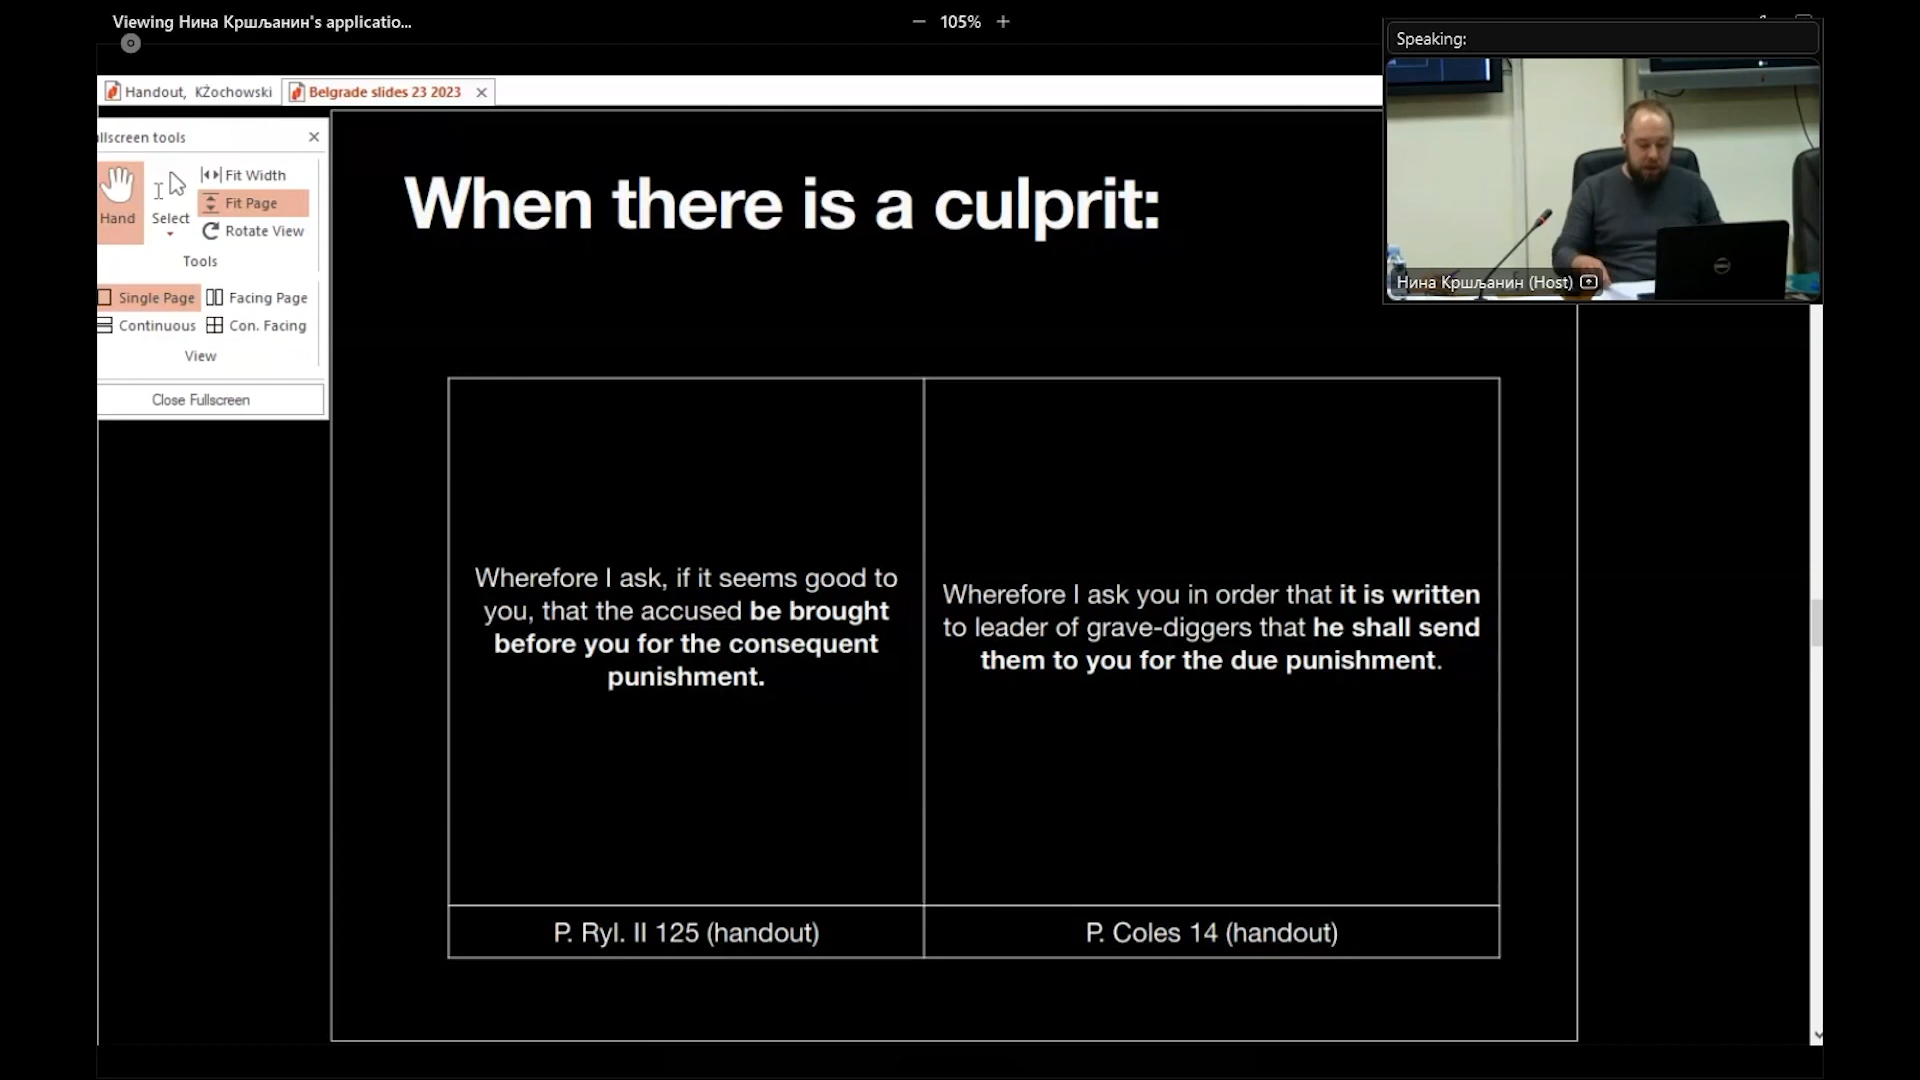 Viewing Нина Кршљанин's applicatio...
105%
Speaking:
Handout, KŻochowski
Belgrade slides 23 2023
llscreen tools
Hand
Select
Fit Width
Fit Page
Rotate View
Tools
Single Page
Facing Page
Continuous
Con. Facing
View
Close Fullscreen
Нина Кршљанин (Host)
When there is a culprit:
Wherefore I ask, if it seems good to
you, that the accused be brought
before you for the consequent
punishment.
Wherefore I ask you in order that it is written
to leader of grave-diggers that he shall send
them to you for the due punishment.
P. Ryl. II 125 (handout)
P. Coles 14 (handout)